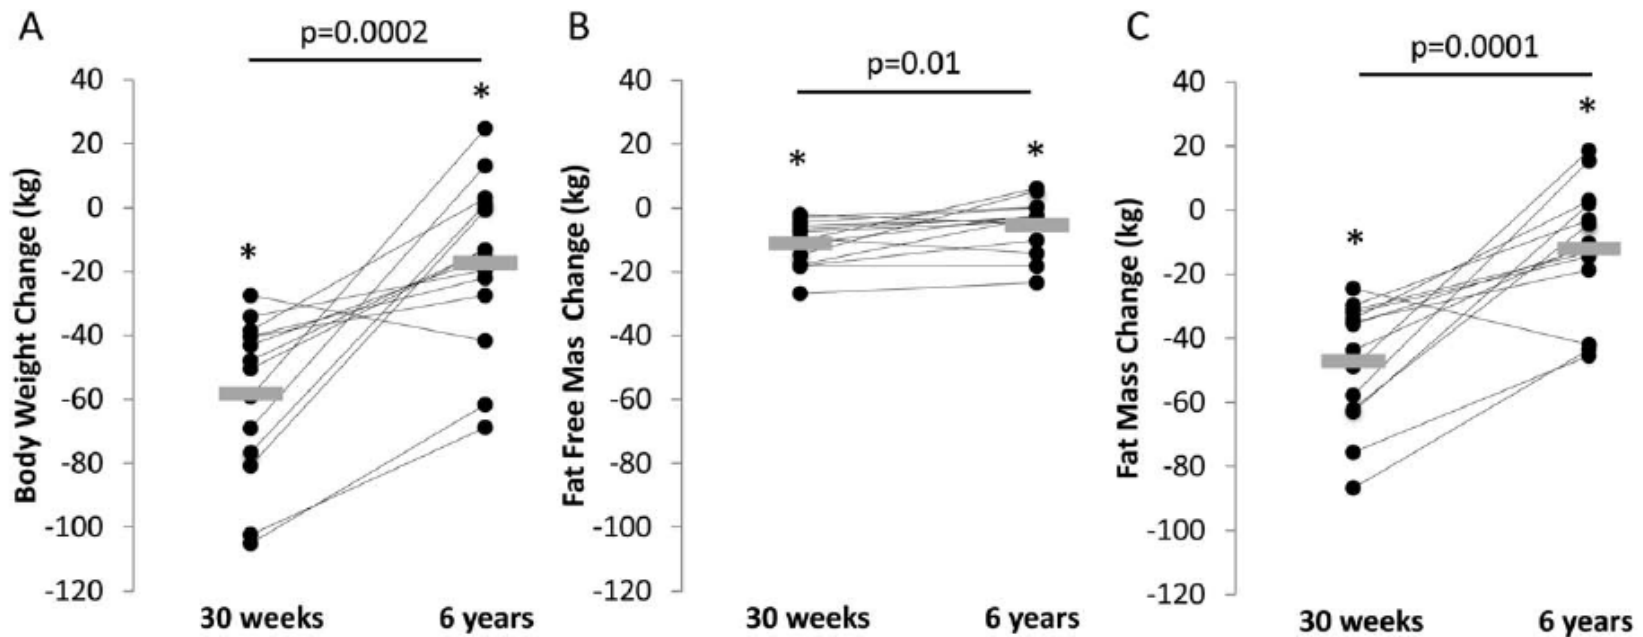 A
p=0.0002
*
*
40
20
0
-20
-40
-60
-80
-100
-120
Body Weight Change (kg)
30 weeks
6 years
B
p=0.01
*
*
40
20
0
-20
-40
-60
-80
-100
-120
Fat Free Mas Change (kg)
30 weeks
6 years
C
p=0.0001
*
*
40
20
0
-20
-40
-60
-80
-100
-120
Fat Mass Change (kg)
30 weeks
6 years